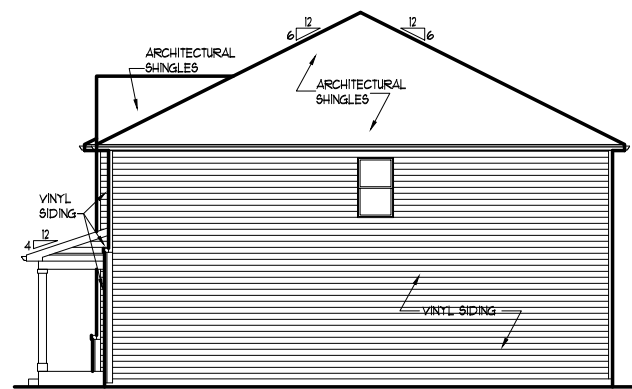 12
6
12
6
ARCHITECTURAL
SHINGLES
ARCHITECTURAL
SHINGLES
VINYL
SIDING
12
4
VINYL SIDING